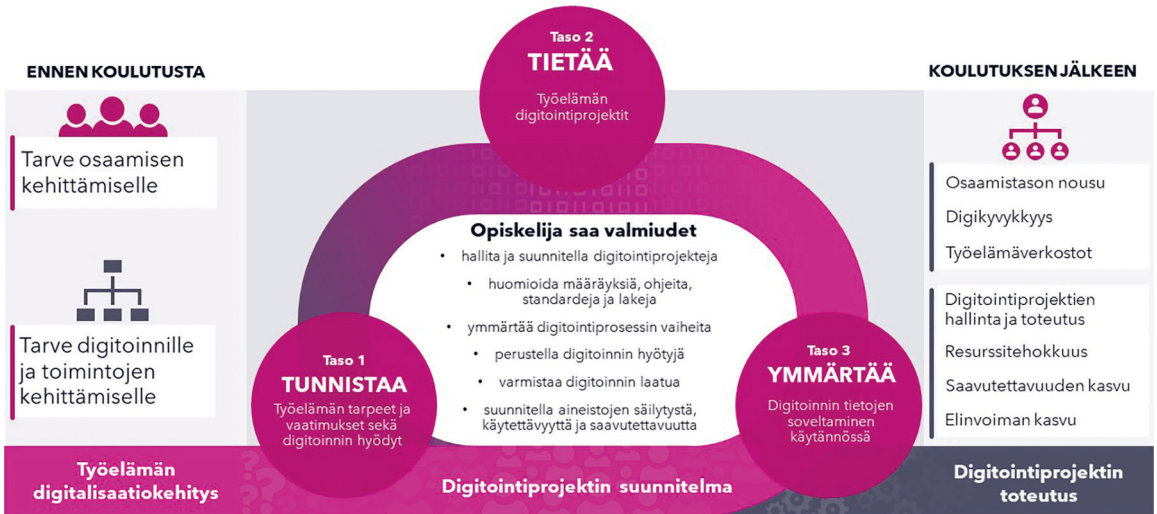 ENNEN KOULUTUSTA
Tarve osaamisen
kehittämiselle
Tarve digitoinnille
ja toimintojen
kehittämiselle
Työelämän
digitalisaatiokehitys
Taso 1
TUNNISTAA
Työelämän tarpeet ja
vaatimukset sekä
digitoinnin hyödyt
Taso 2
TIETÄÄ
Työelämän
digitointiprojektit
Opiskelija saa valmiudet
• hallita ja suunnitella digitointiprojekteja
• huomioida määräyksiä, ohjeita,
standardeja ja lakeja
• ymmärtää digitointiprosessin vaiheita
• perustella digitoinnin hyötyjä
• varmistaa digitoinnin laatua
• suunnitella aineistojen säilytystä,
käytettävyyttä ja saavutettavuutta
Taso 3
YMMÄRTÄÄ
Digitoinnin tietojen
soveltaminen
käytännössä
Digitointiprojektin suunnitelma
KOULUTUKSEN JÄLKEEN
Osaamistason nousu
Digikyvykkyys
Työelämäverkostot
Digitointiprojektien
hallinta ja toteutus
Resurssitehokkuus
Saavutettavuuden kasvu
Elinvoiman kasvu
Digitointiprojektin
toteutus